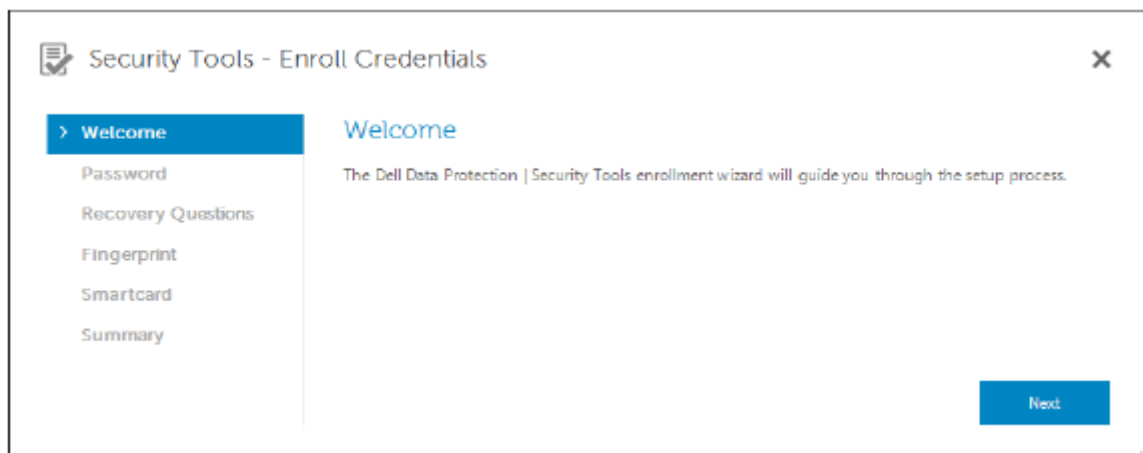 Security Tools - Enroll Credentials
Welcome
Password
Recovery Questions
Fingerprint
Smartcard
Summary
Welcome
The Dell Data Protection | Security Tools enrollment wizard will guide you through the setup process.
Next